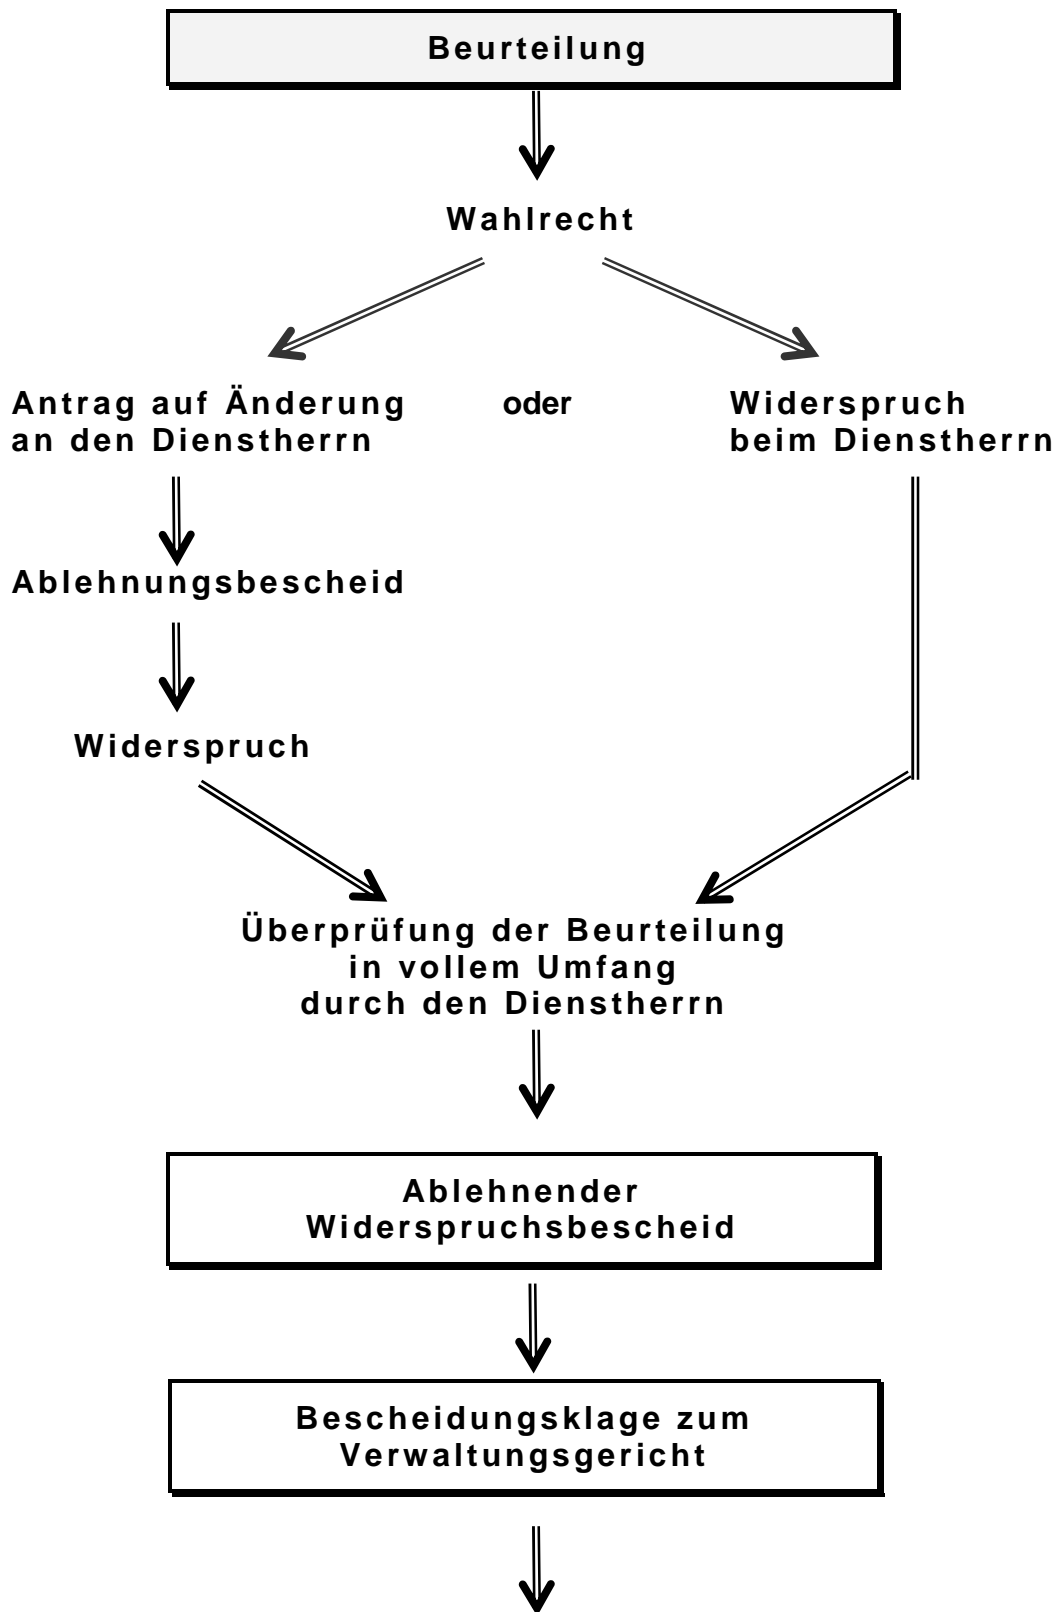 Beurteilung
Wahlrecht
Antrag auf Änderung
an den Dienstherrn
oder
Widerspruch
beim Dienstherrn
Ablehnungsbescheid
Widerspruch
Überprüfung der Beurteilung
in vollem Umfang
durch den Dienstherrn
Ablehnender
Widerspruchsbescheid
Bescheidungsklage zum
Verwaltungsgericht